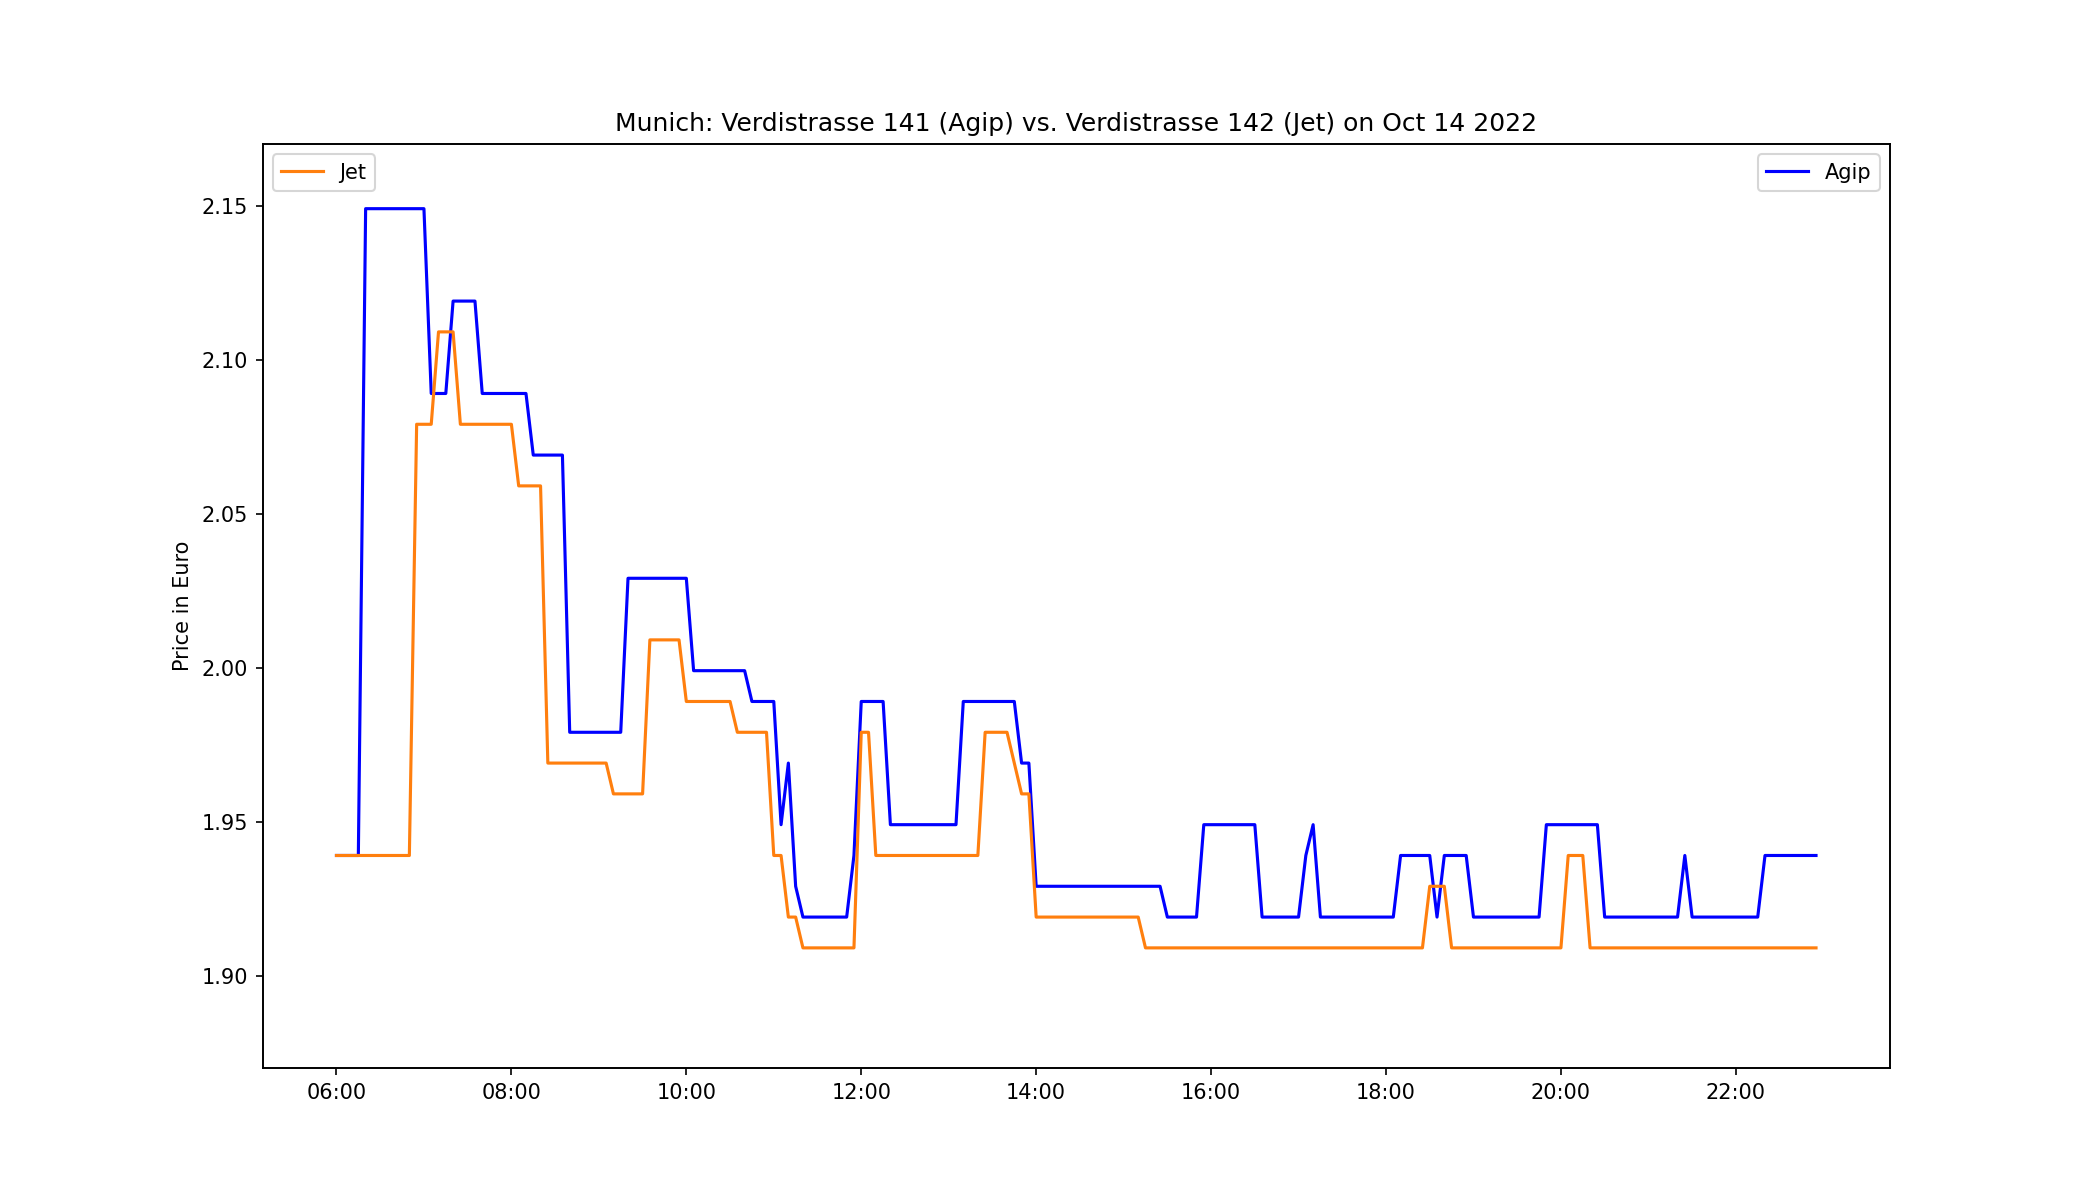 Munich: Verdistrasse 141 (Agip) vs. Verdistrasse 142 (Jet) on Oct 14 2022
Jet
Agip
Price in Euro
2.15
2.10
2.05
2.00
1.95
1.90
06:00 08:00 10:00 12:00 14:00 16:00 18:00 20:00 22:00